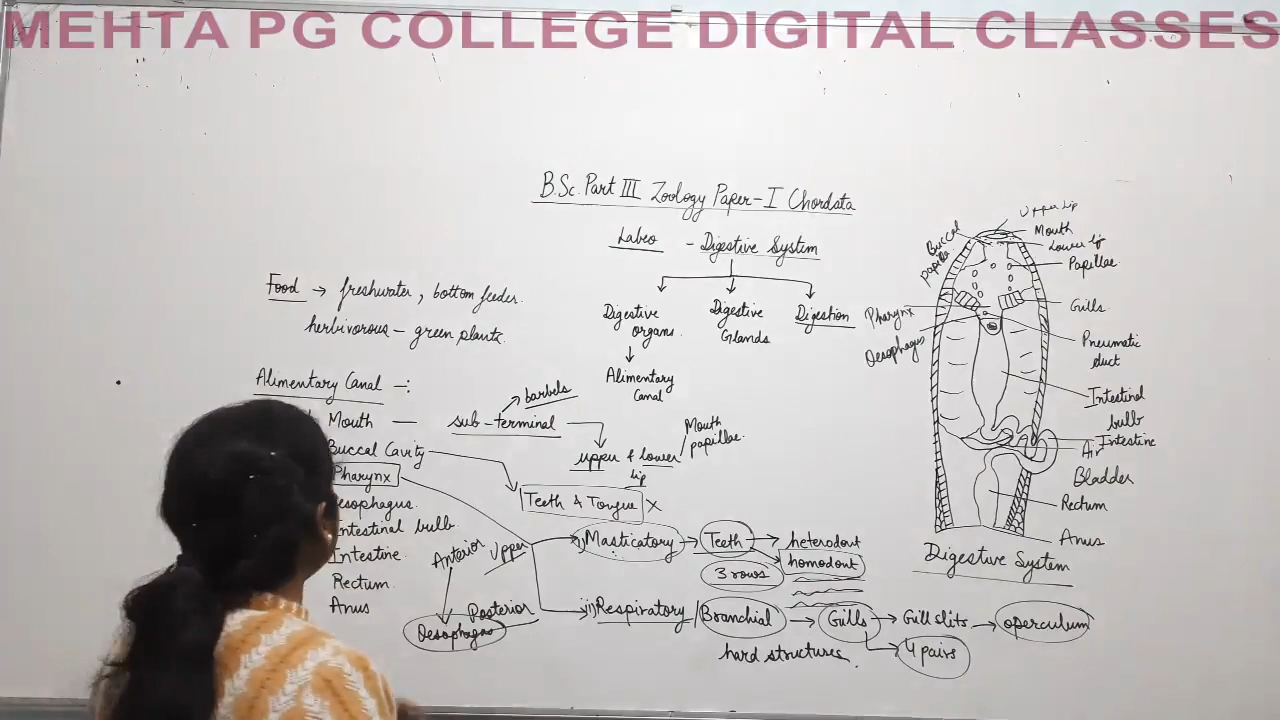 MEHTA PG COLLEGE DIGITAL CLASSES
B.Sc. Part III Zoology Paper-I Chordata
Labeo - Digestive System
Digestive organs.
Digestive Glands
Digestion
Alimentary Canal
Food → freshwater, bottom feeder.
herbivorous - green plants.
Alimentary Canal -:
Mouth — sub-terminal
barbels
upper & lower lip
Mouth papillae.
Buccal Cavity
Teeth & Tongue X
Pharynx
Oesophagus
Intestinal bulb.
Intestine
Rectum
Anus
Anterior Upper
Posterior
Oesophagus
i) Masticatory → Teeth → heterodont
homodont
3 rows
ii) Respiratory / Branchial → Gills → Gill slits → operculum
hard structures.
4 pairs
Upper lip
Mouth
Lower lip
Papillae
Buccal papilla
Gills
Pharynx
Oesophagus
Pneumatic duct
Intestinal bulb
Intestine
Air Bladder
Rectum
Anus
Digestive System